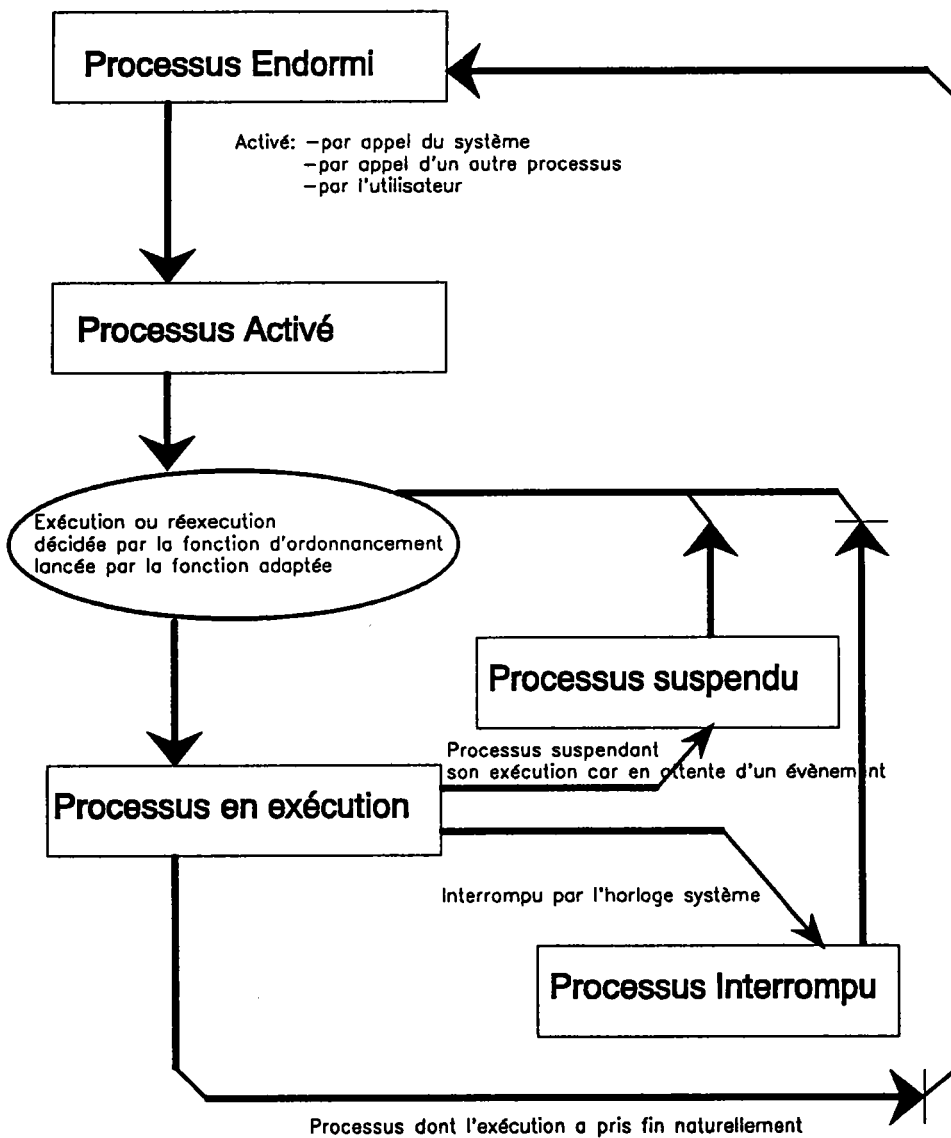 Processus Endormi
Activé: -par appel du système
-par appel d'un autre processus
-par l'utilisateur
Processus Activé
Exécution ou réexecution
décidée par la fonction d'ordonnancement
lancée par la fonction adaptée
Processus suspendu
Processus suspendant
son exécution car en attente d'un évènement
Processus en exécution
Interrompu par l'horloge système
Processus Interrompu
Processus dont l'exécution a pris fin naturellement